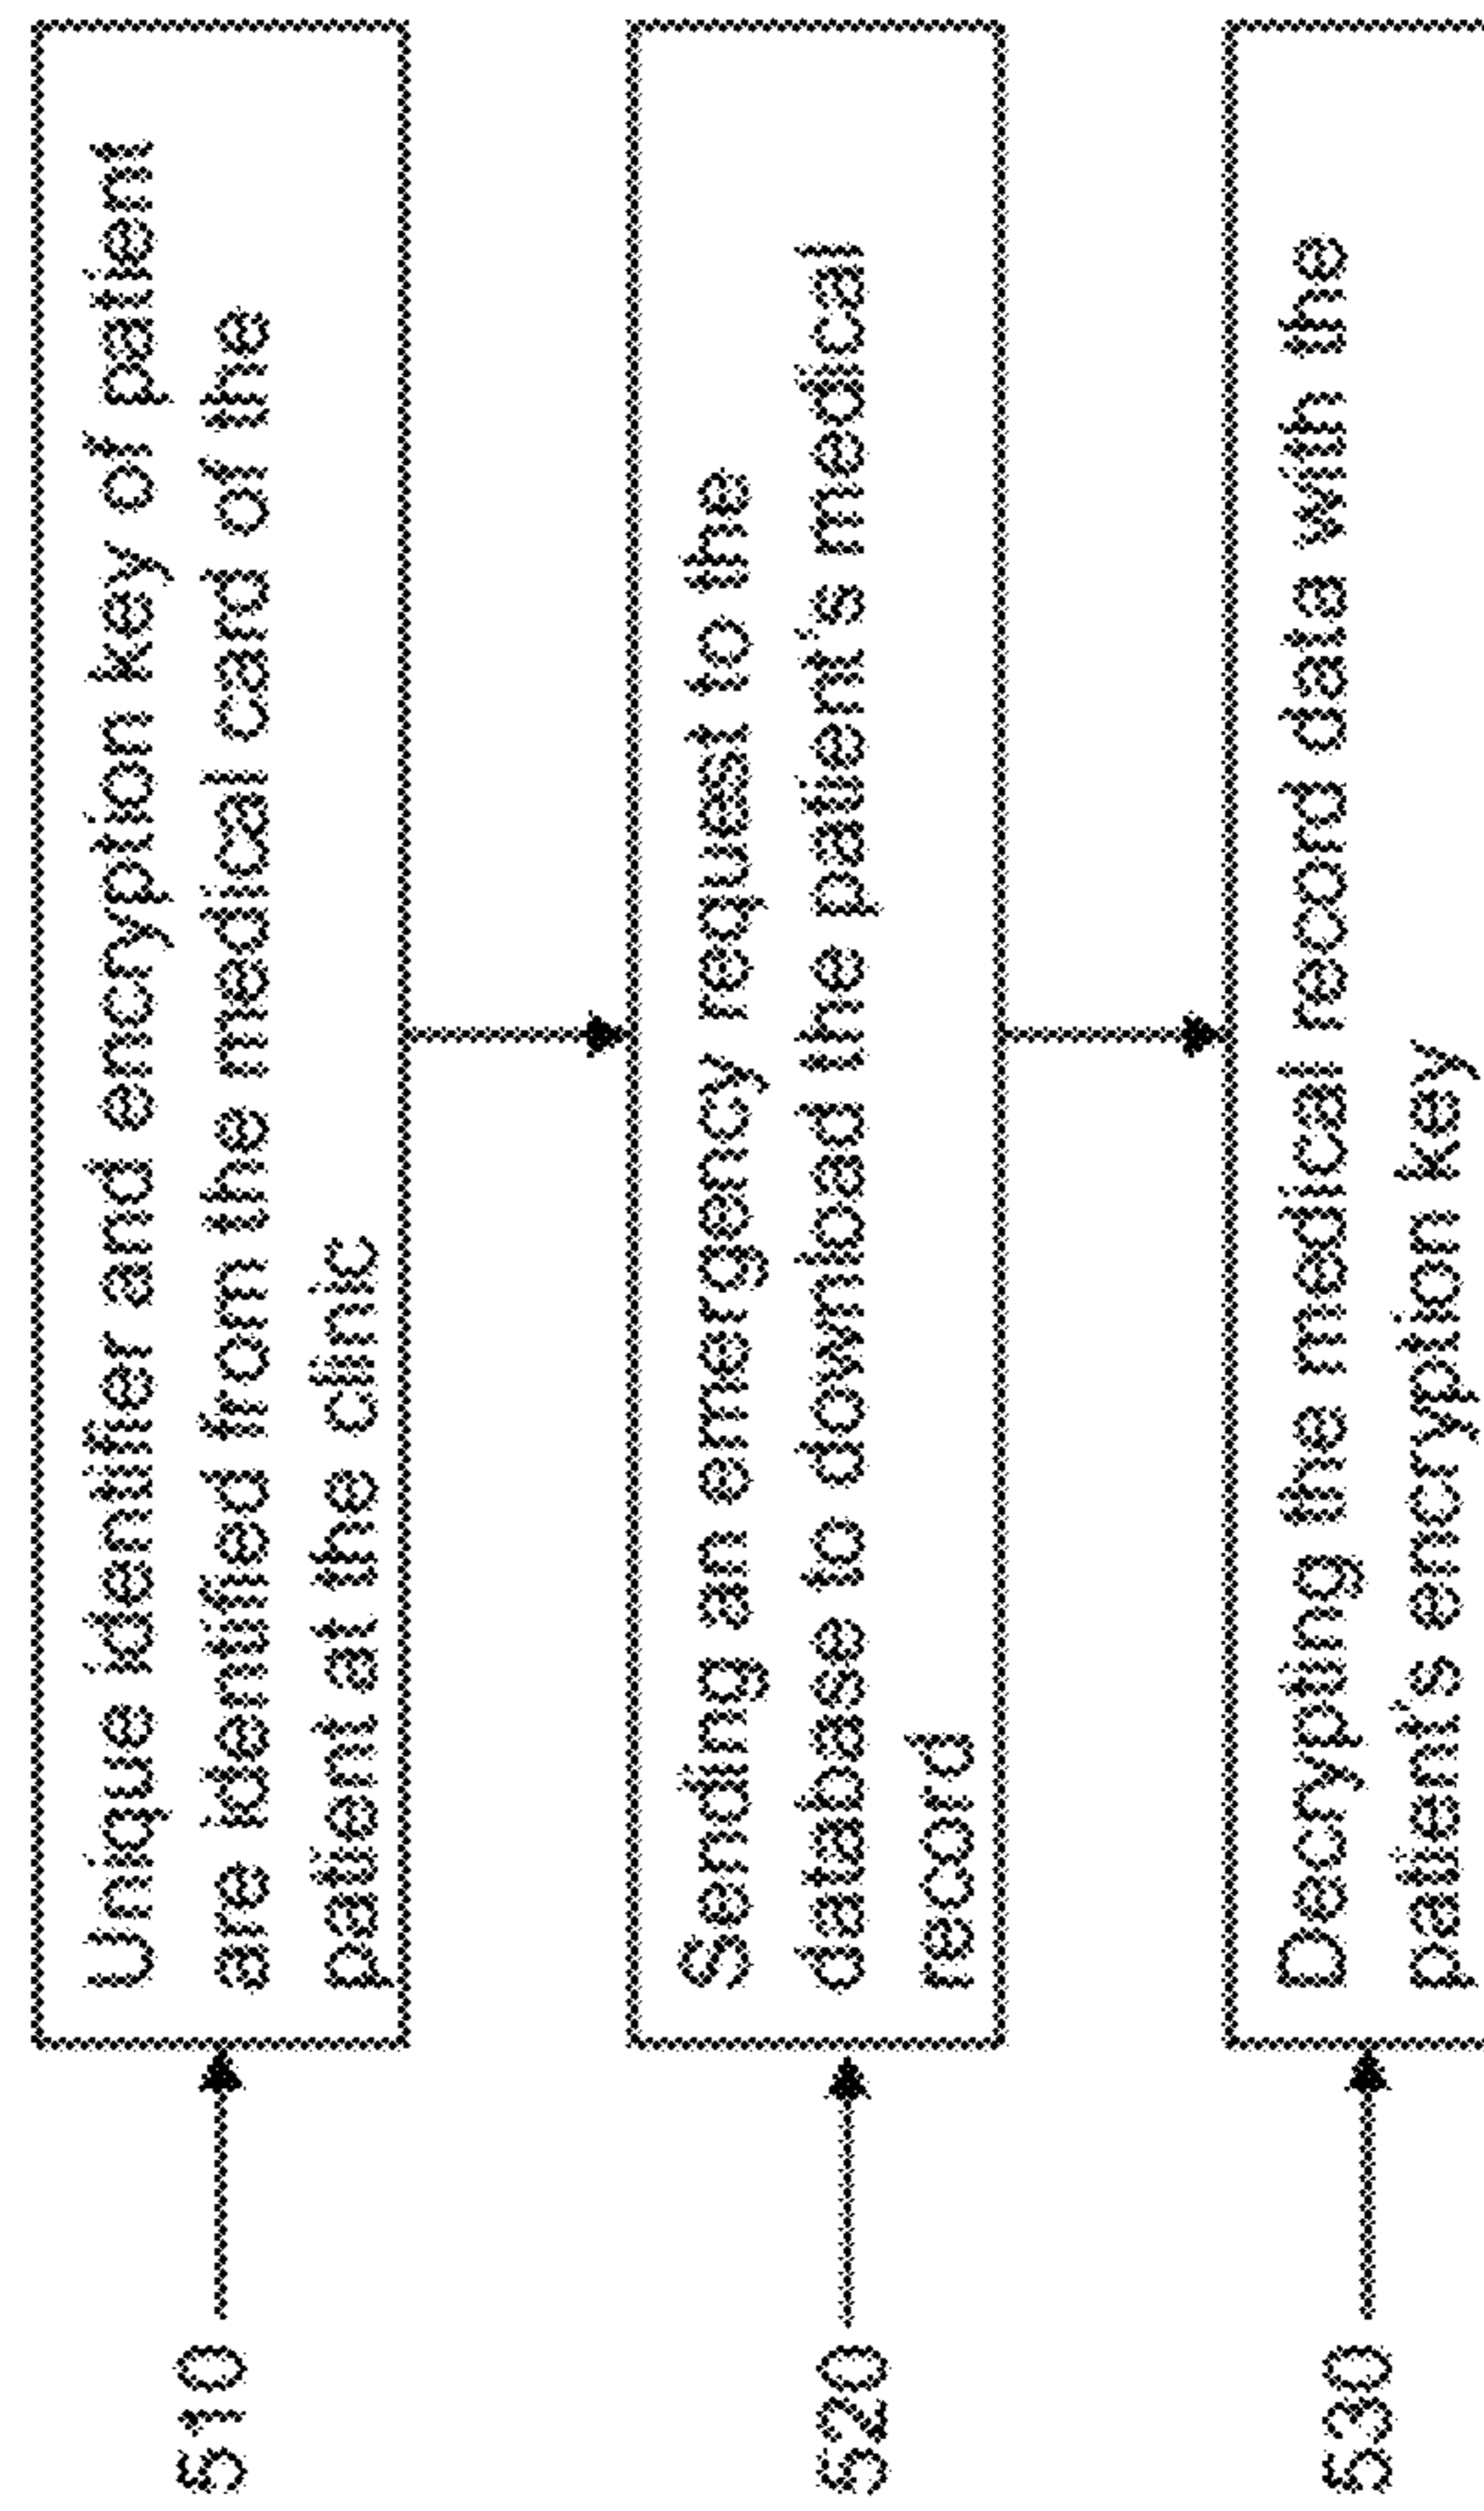 510
Unique identifier and encryption key of patient
are identified from the medical card of the
patient at the clinic
520
Sending an emergency request to the
database to download the patient's medical
record
530
Decrypting the medical record data with the
patient's encryption key